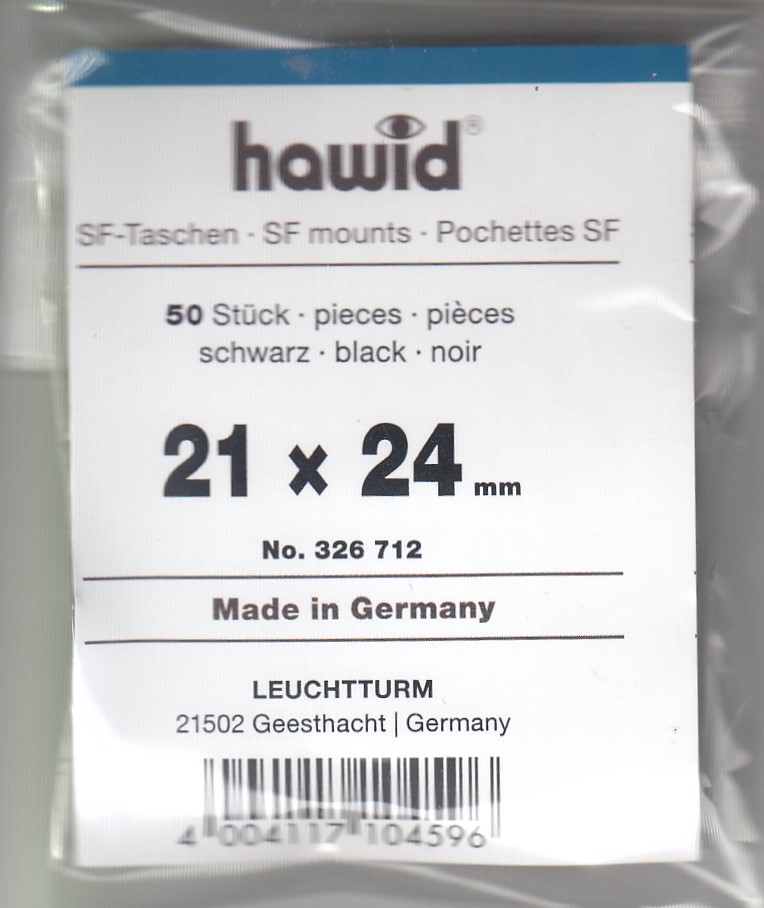 hawid®
SF-Taschen · SF mounts · Pochettes SF
50 Stück · pieces · pièces
schwarz · black · noir
21 x 24 mm
No. 326 712
Made in Germany
LEUCHTTURM
21502 Geesthacht | Germany
4 004117 104596